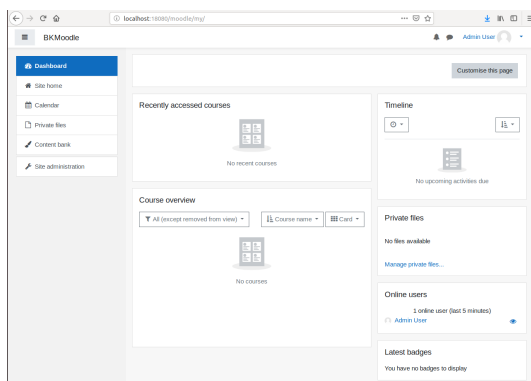 localhost:18080/moodle/my/
BKMoodle
Admin User
Dashboard
Site home
Calendar
Private files
Content bank
Site administration
Customise this page
Recently accessed courses
No recent courses
Course overview
All (except removed from view)
Course name
Card
No courses
Timeline
No upcoming activities due
Private files
No files available
Manage private files...
Online users
1 online user (last 5 minutes)
Admin User
Latest badges
You have no badges to display